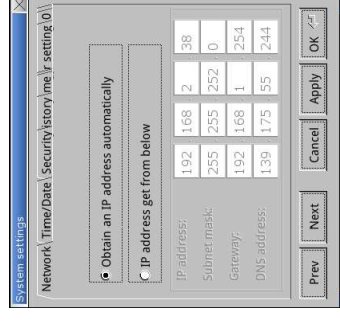 System settings
Network Time/Date Security istory me r setting 0
Obtain an IP address automatically
IP address get from below
IP address: 192 168 2 38
Subnet mask: 255 255 252 0
Gateway: 192 168 1 254
DNS address: 139 175 55 244
Prev Next Cancel Apply OK